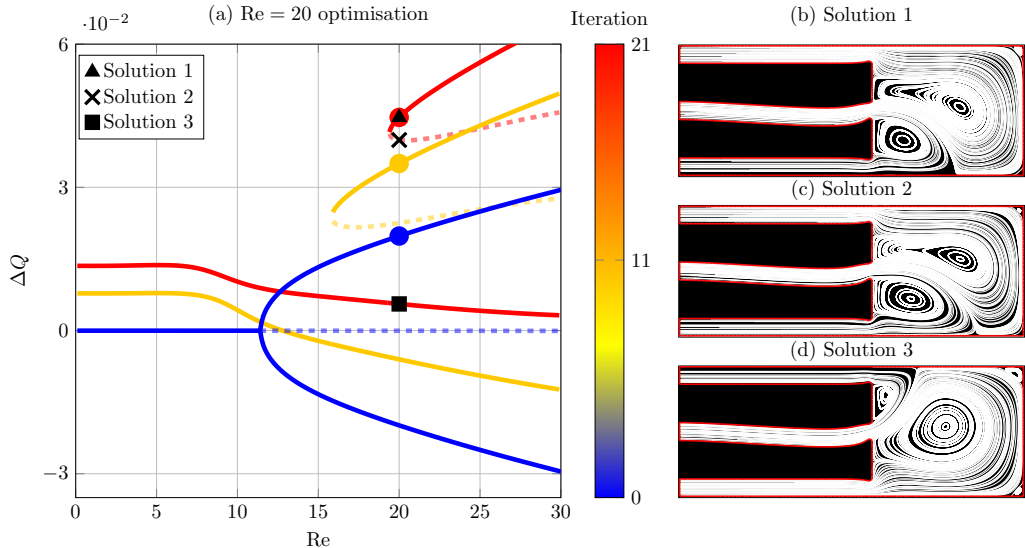 (a) Re = 20 optimisation
·10⁻²
Iteration
6
3
0
−3
ΔQ
Solution 1
Solution 2
Solution 3
0
5
10
15
20
25
30
Re
21
11
0
(b) Solution 1
(c) Solution 2
(d) Solution 3